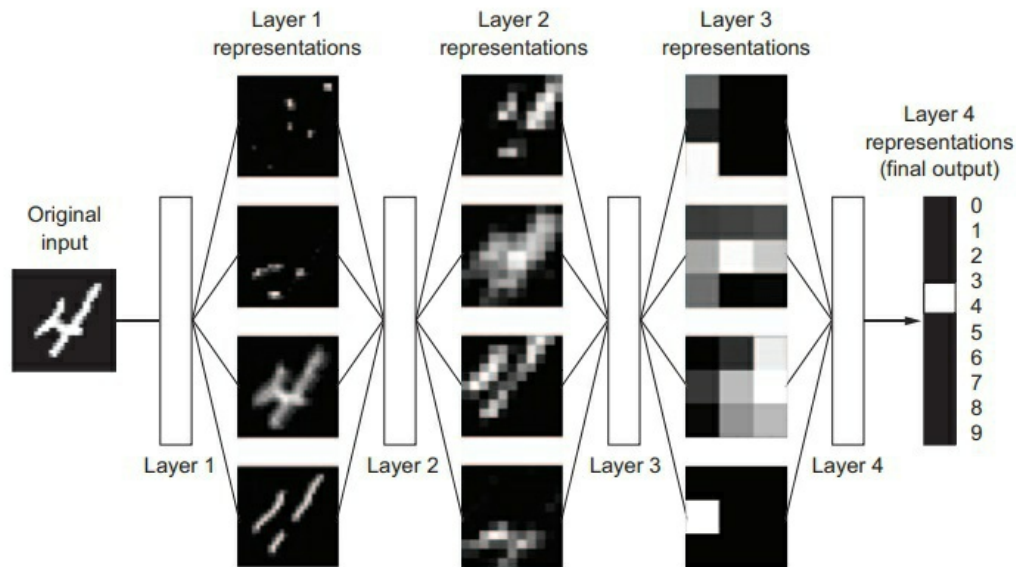 Layer 1
representations
Layer 2
representations
Layer 3
representations
Layer 4
representations
(final output)
Original
input
0
1
2
3
4
5
6
7
8
9
Layer 1
Layer 2
Layer 3
Layer 4